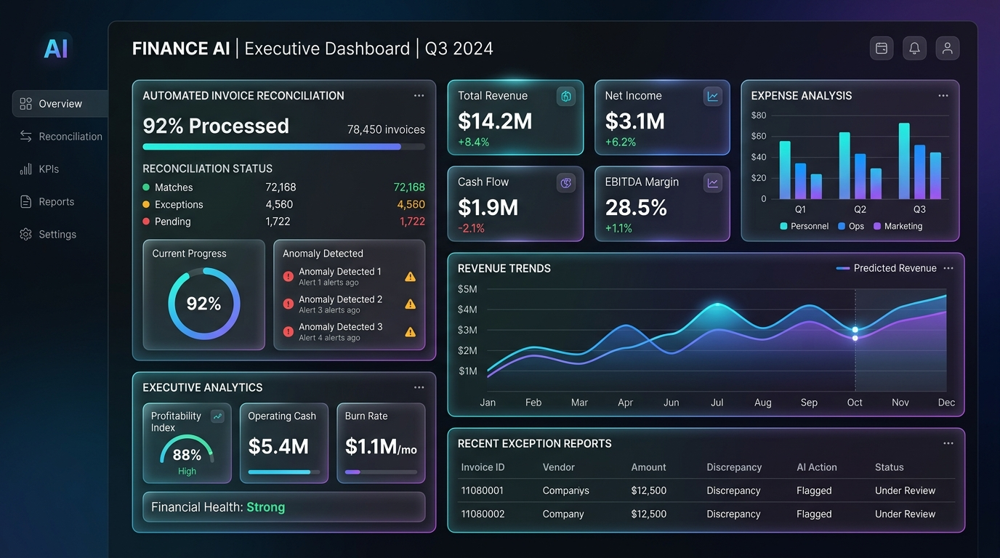 AI
FINANCE AI | Executive Dashboard | Q3 2024
Overview
Reconciliation
KPIs
Reports
Settings
AUTOMATED INVOICE RECONCILIATION
92% Processed
78,450 invoices
RECONCILIATION STATUS
Matches 72,168 72,168
Exceptions 4,560 4,560
Pending 1,722 1,722
Current Progress
92%
Anomaly Detected
Anomaly Detected 1
Alert 1 alerts ago
Anomaly Detected 2
Alert 3 alerts ago
Anomaly Detected 3
Alert 4 alerts ago
EXECUTIVE ANALYTICS
Profitability
Index
88%
High
Operating Cash
$5.4M
Burn Rate
$1.1M/mo
Financial Health: Strong
Total Revenue
$14.2M
+8.4%
Net Income
$3.1M
+6.2%
Cash Flow
$1.9M
-2.1%
EBITDA Margin
28.5%
+1.1%
EXPENSE ANALYSIS
$80
$60
$40
$20
0
Q1 Q2 Q3
Personnel Ops Marketing
REVENUE TRENDS
Predicted Revenue
$5M
$4M
$3M
$2M
$1M
Jan Feb Mar Apr Jun Jul Aug Sep Oct Nov Dec
RECENT EXCEPTION REPORTS
Invoice ID Vendor Amount Discrepancy AI Action Status
11080001 Companys $12,500 Discrepancy Flagged Under Review
11080002 Company $12,500 Discrepancy Flagged Under Review